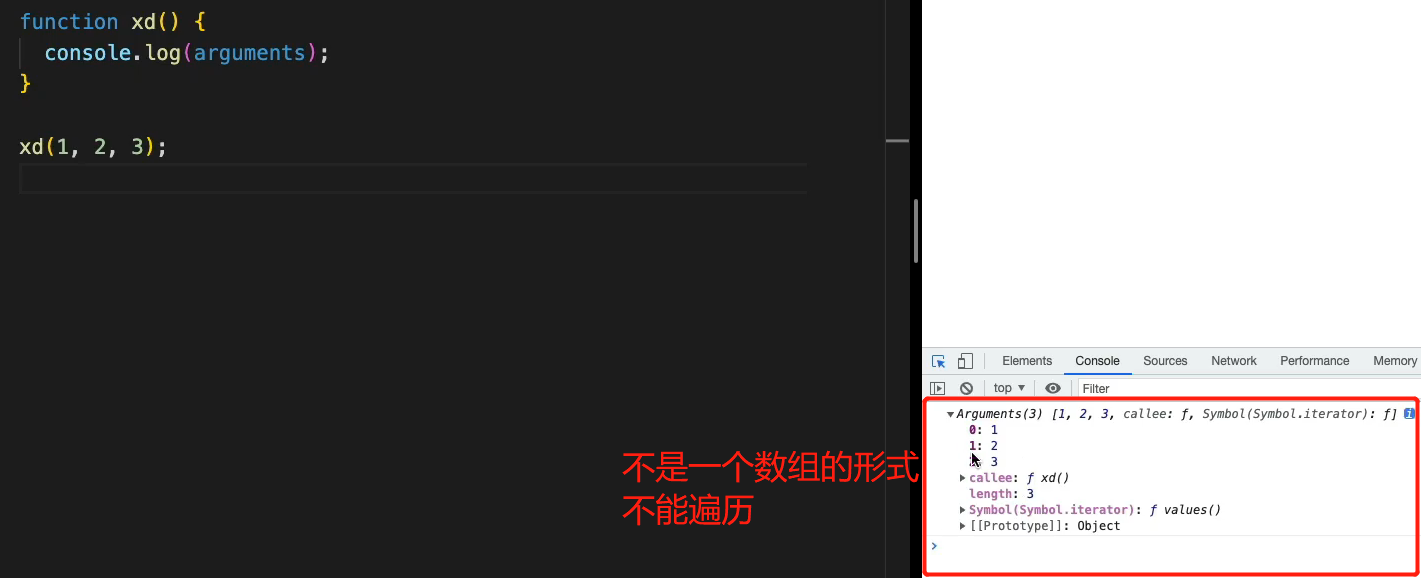 function xd() {
console.log(arguments);
}
xd(1, 2, 3);
不是一个数组的形式
不能遍历
Elements Console Sources Network Performance Memory
top ▼ Filter
▼Arguments(3) [1, 2, 3, callee: ƒ, Symbol(Symbol.iterator): ƒ] i
0: 1
1: 2
3
▶ callee: ƒ xd()
length: 3
▶ Symbol(Symbol.iterator): ƒ values()
▶ [[Prototype]]: Object
>